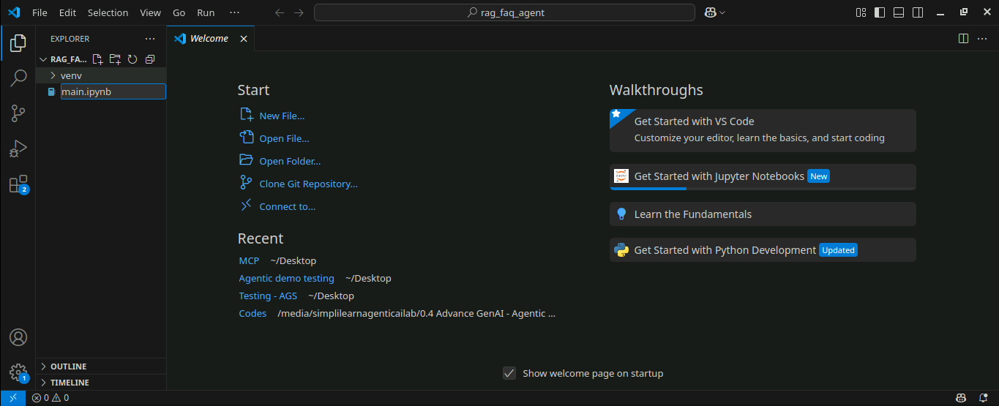 File Edit Selection View Go Run ··· rag_faq_agent
EXPLORER ···
Welcome
RAG_FA...
venv
main.ipynb
Start
New File...
Open File...
Open Folder...
Clone Git Repository...
Connect to...
Recent
MCP ~/Desktop
Agentic demo testing ~/Desktop
Testing - AGS ~/Desktop
Codes /media/simplilearnagenticailab/0.4 Advance GenAI - Agentic ...
Walkthroughs
Get Started with VS Code
Customize your editor, learn the basics, and start coding
Get Started with Jupyter Notebooks New
Learn the Fundamentals
Get Started with Python Development Updated
Show welcome page on startup
2
1
OUTLINE
TIMELINE
0 0